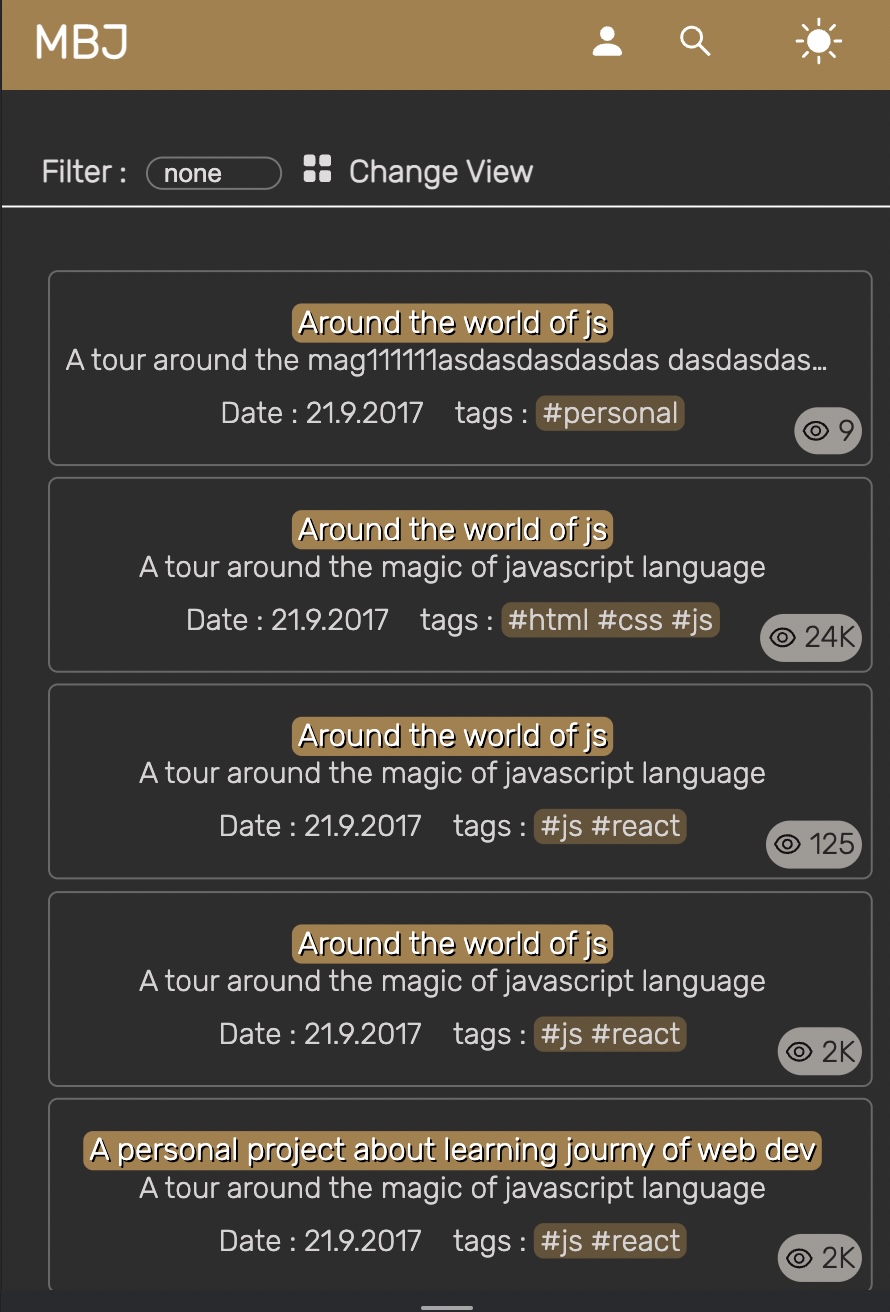 MBJ
Filter : none Change View
Around the world of js
A tour around the mag111111asdasdasdasdas dasdasdas...
Date : 21.9.2017 tags : #personal
9
Around the world of js
A tour around the magic of javascript language
Date : 21.9.2017 tags : #html #css #js
24K
Around the world of js
A tour around the magic of javascript language
Date : 21.9.2017 tags : #js #react
125
Around the world of js
A tour around the magic of javascript language
Date : 21.9.2017 tags : #js #react
2K
A personal project about learning journy of web dev
A tour around the magic of javascript language
Date : 21.9.2017 tags : #js #react
2K